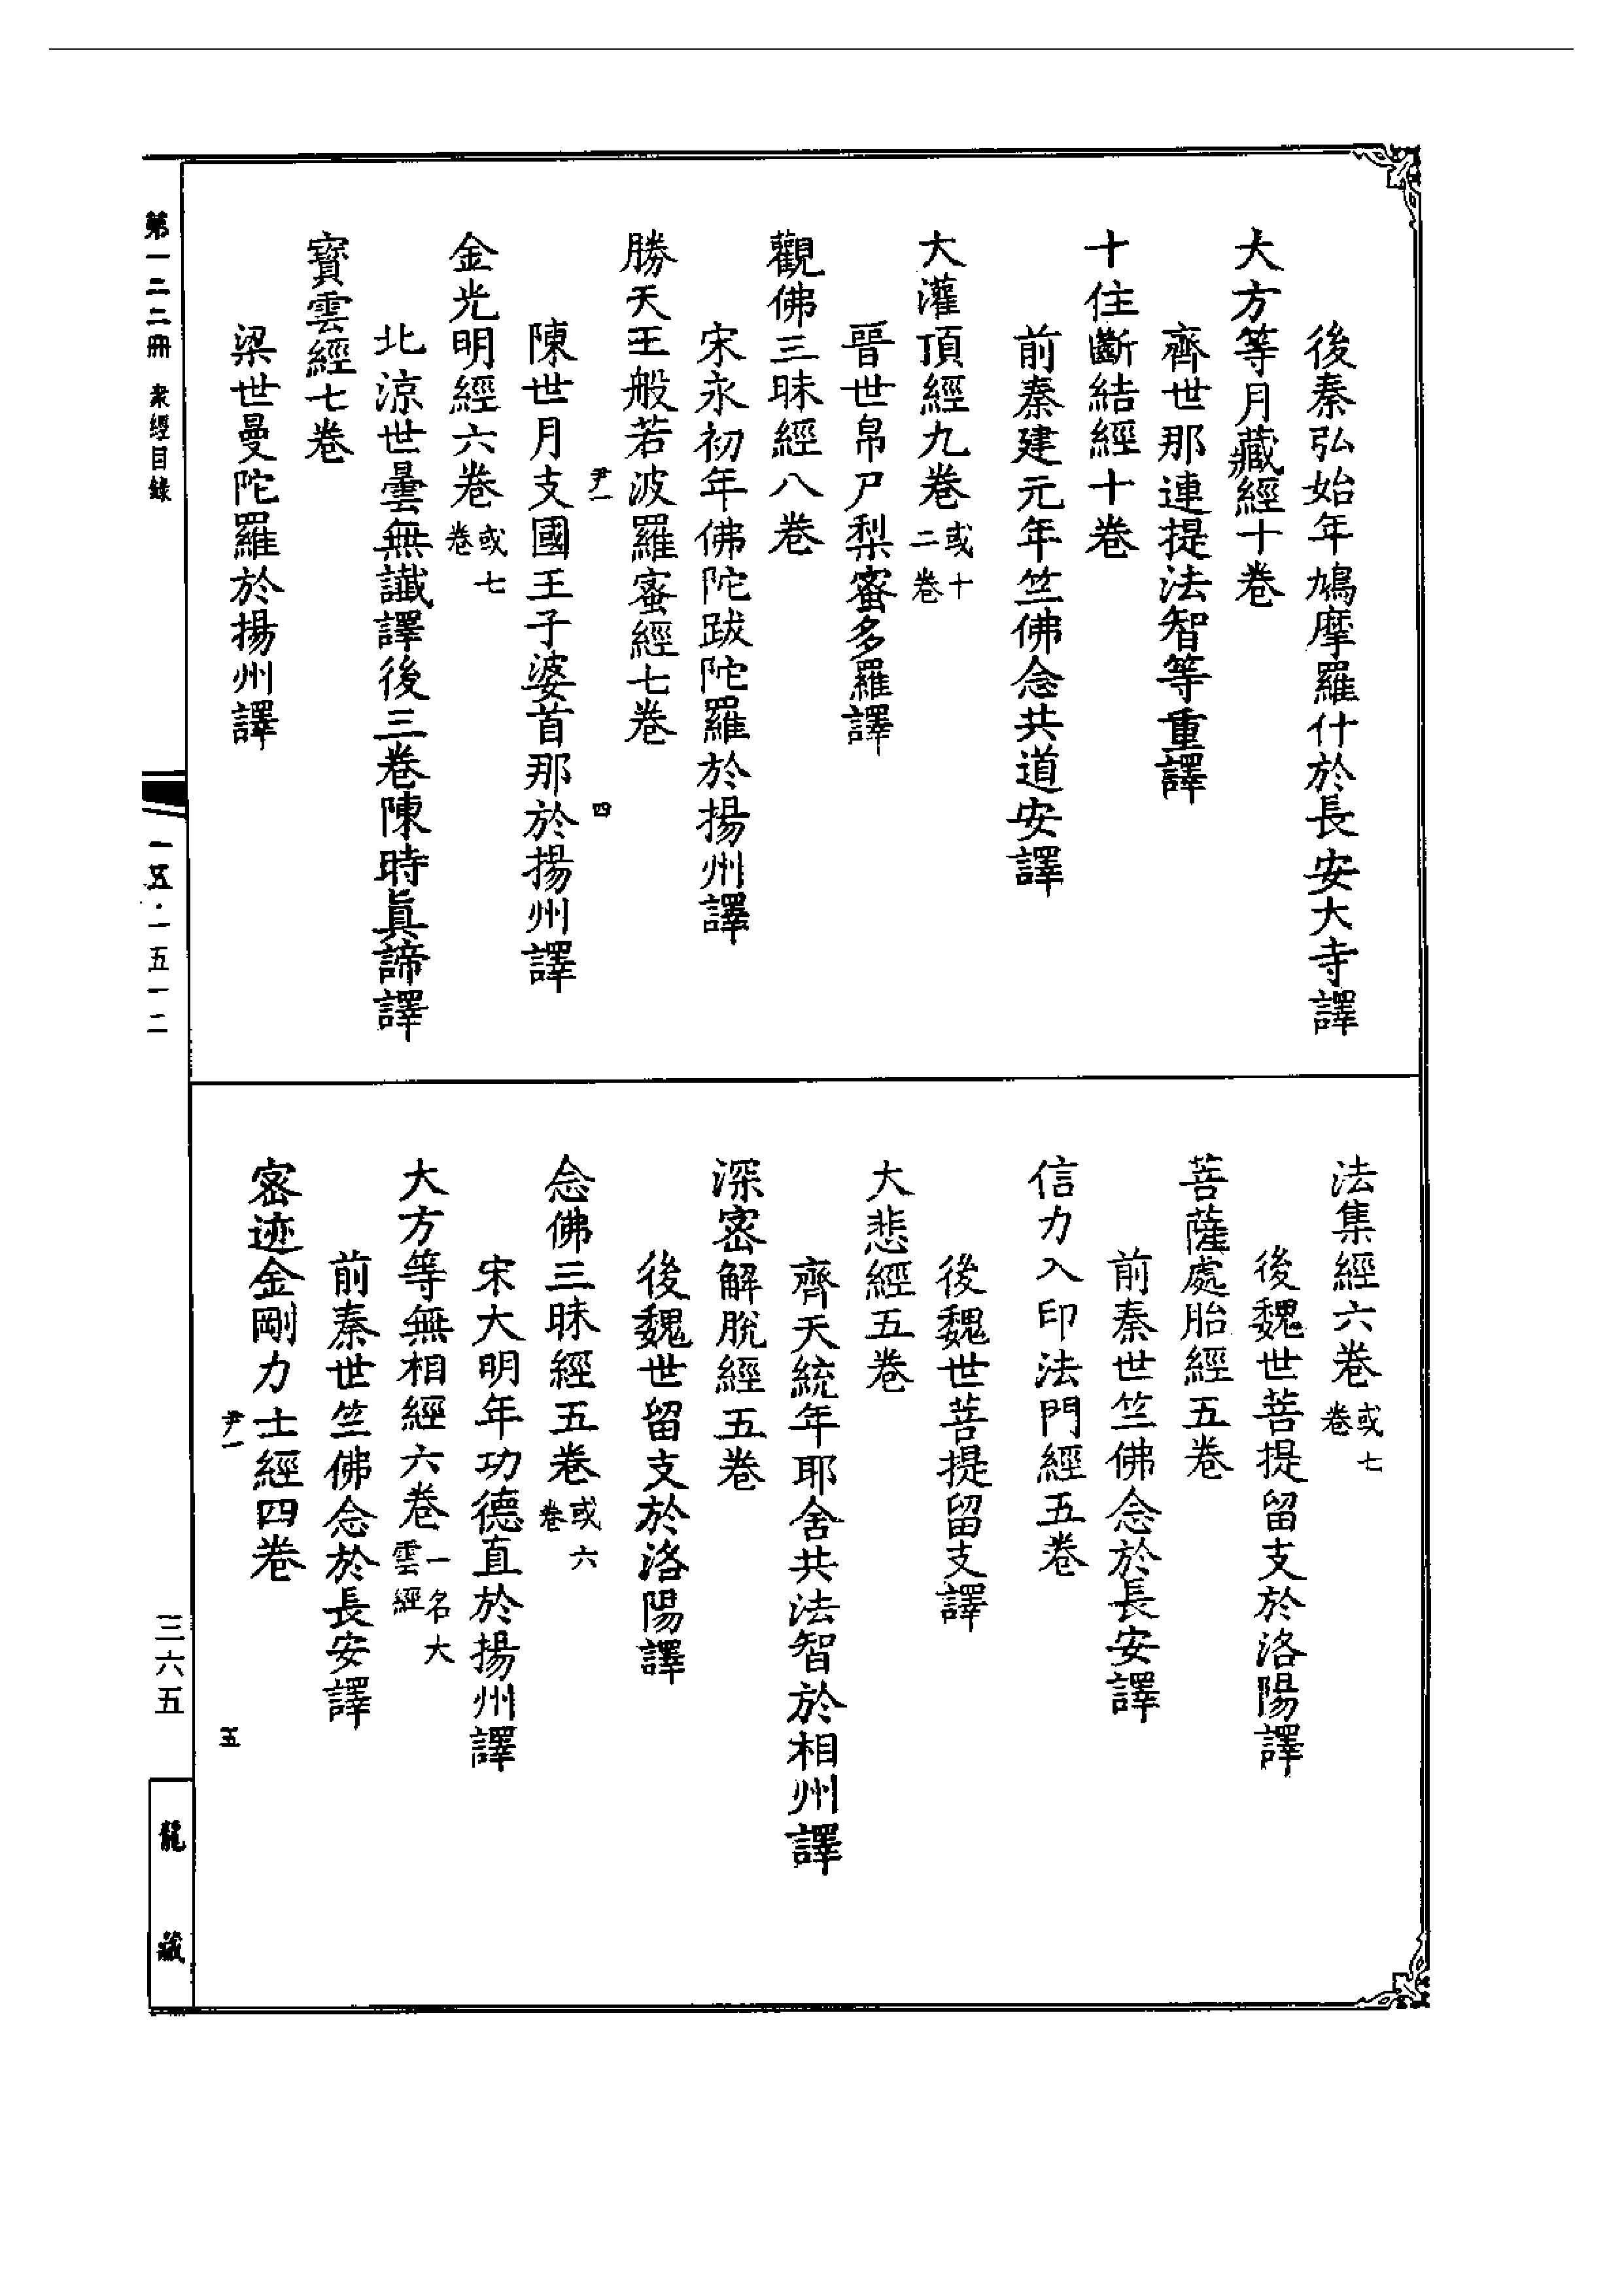 後秦弘始年鳩摩羅什於長安大寺譯
大方等月藏經十卷
齊世那連提法智等重譯
十住斷結經十卷
前秦建元年竺佛念共道安譯
大灌頂經九卷或十二卷
晉世帛尸梨蜜多羅譯
觀佛三昧經八卷
宋永初年佛陀跋陀羅於揚州譯
勝天王般若波羅蜜經七卷
尹一 四
陳世月支國王子婆首那於揚州譯
金光明經六卷或七卷
北涼世曇無讖譯後三卷陳時眞諦譯
寳雲經七卷
梁世曼陀羅於揚州譯
法集經六卷或七卷
後魏世菩提留支於洛陽譯
菩薩處胎經五卷
前秦世竺佛念於長安譯
信力入印法門經五卷
後魏世菩提留支譯
大悲經五卷
齊天統年耶舍共法智於相州譯
深密解脫經五卷
後魏世留支於洛陽譯
念佛三昧經五卷或六卷
宋大明年功德直於揚州譯
大方等無相經六卷一名大雲經
前秦世竺佛念於長安譯
密迹金剛力士經四卷
尹一 五
第一二二冊 衆經目錄
一五·一五一二
三六五
龍藏